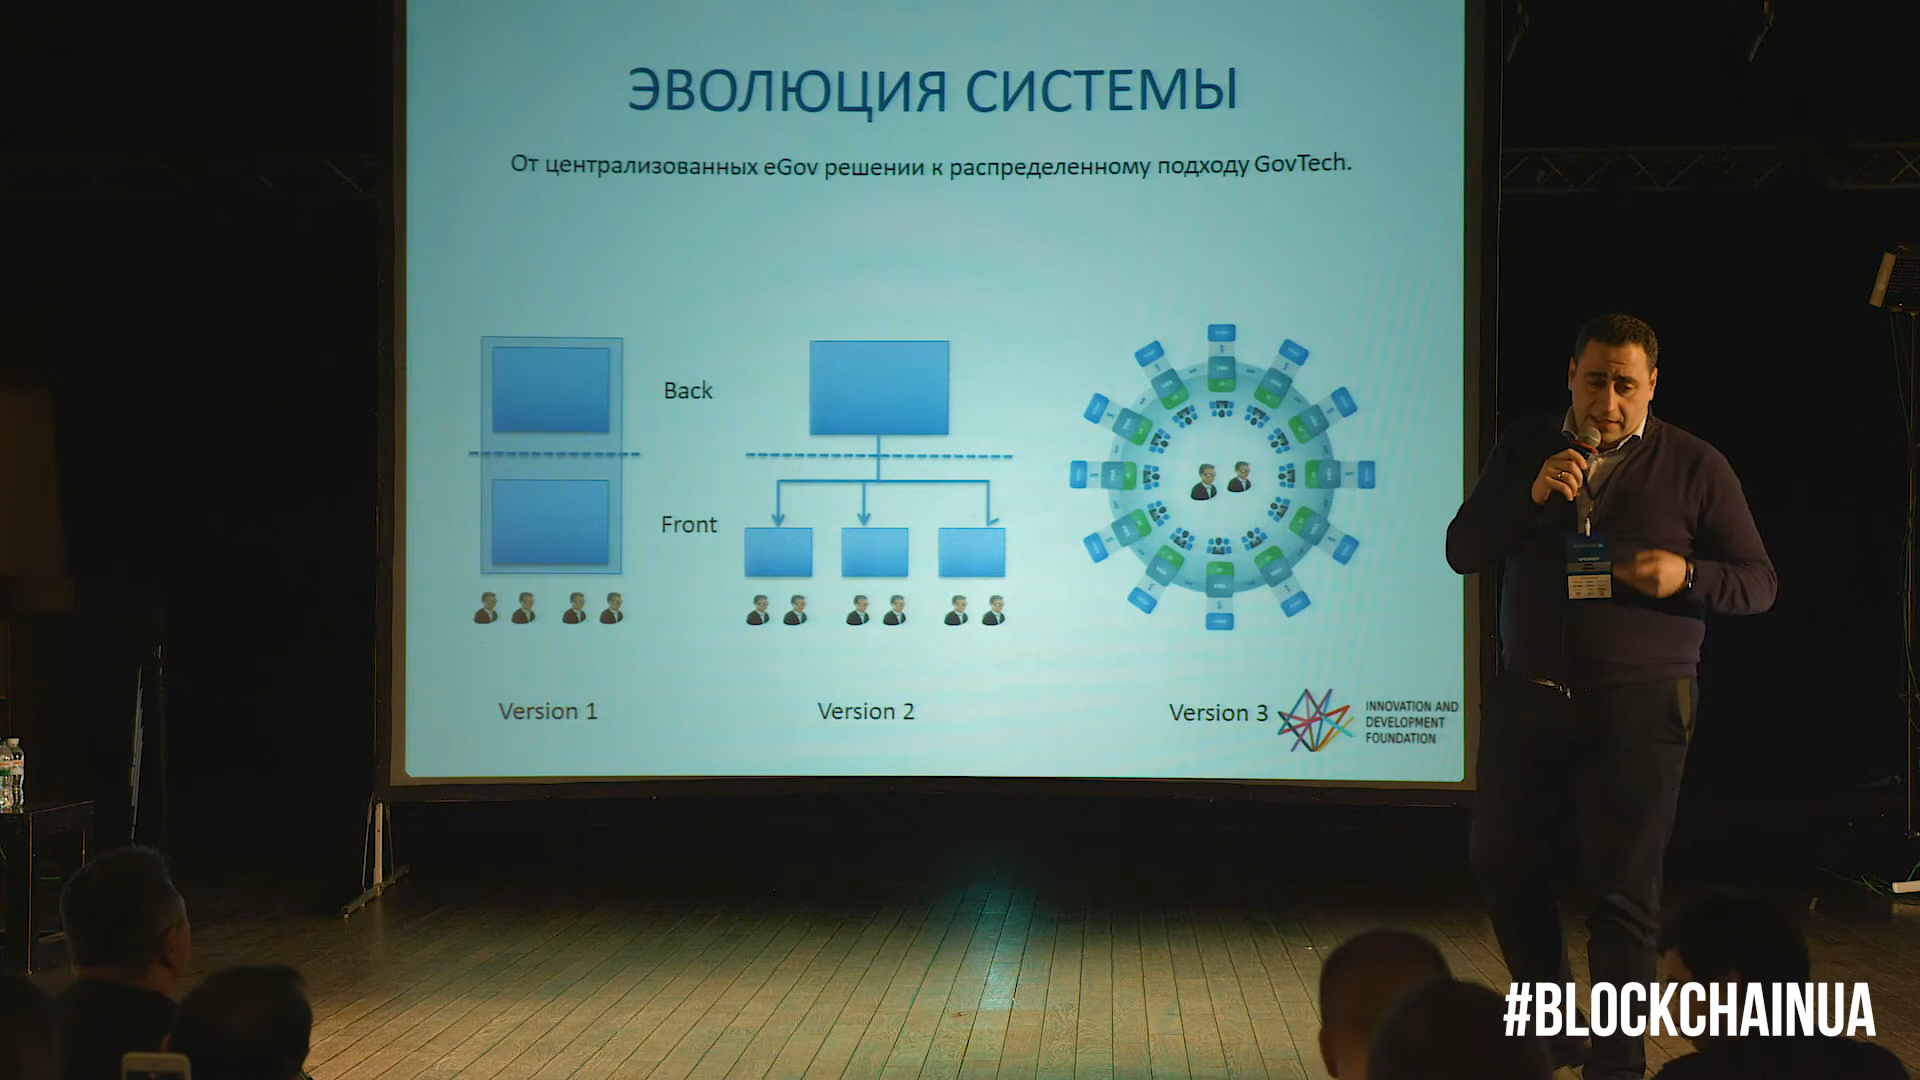 ЭВОЛЮЦИЯ СИСТЕМЫ
От централизованных eGov решении к распределенному подходу GovTech.
Back
Front
Version 1
Version 2
Version 3
INNOVATION AND
DEVELOPMENT
FOUNDATION
#BLOCKCHAINUA